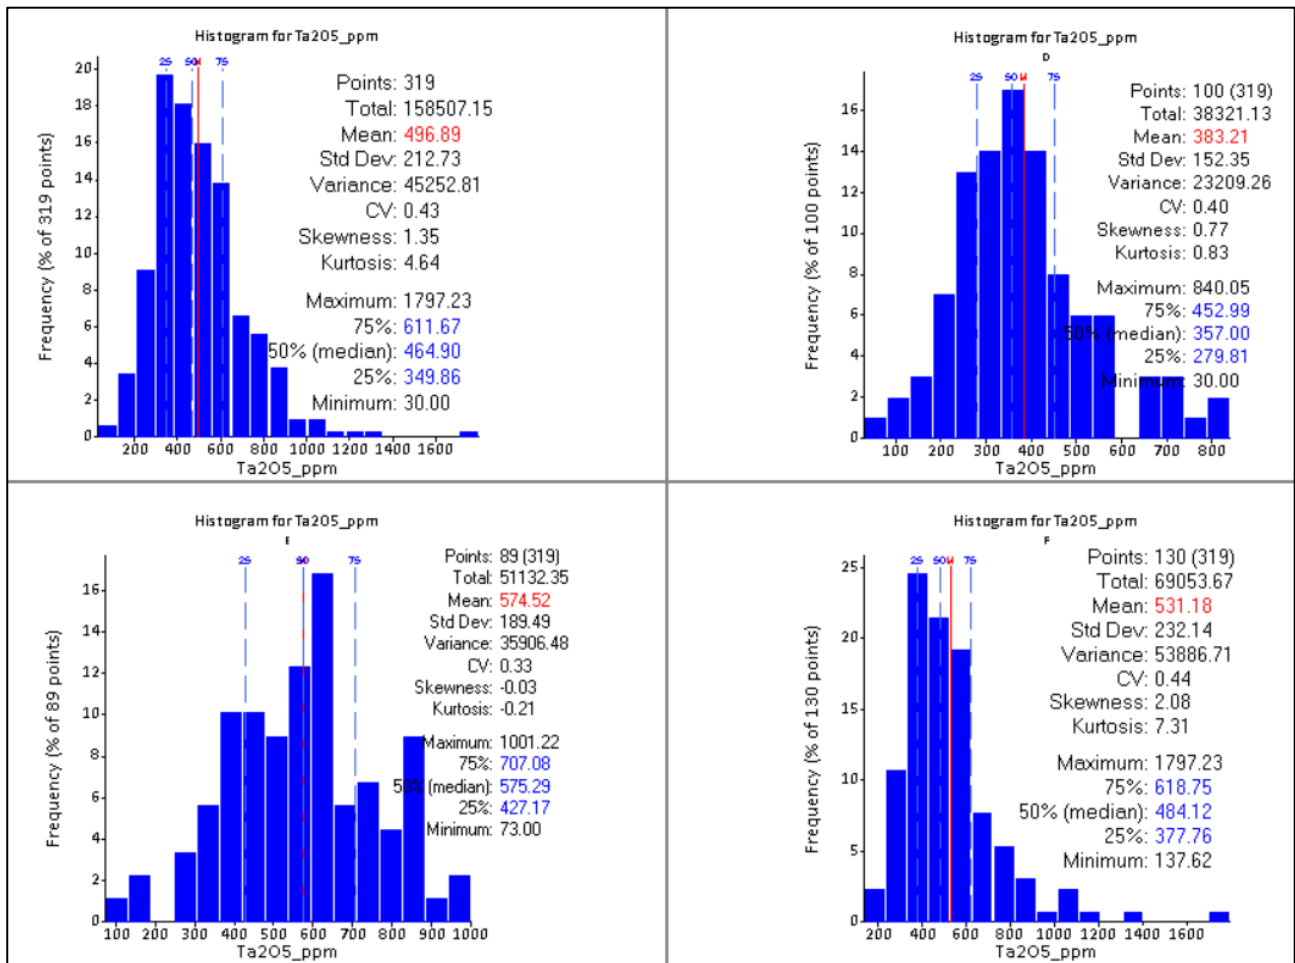 Histogram for Ta2O5_ppm
25 50 M 75
Points: 319
Total: 158507.15
Mean: 496.89
Std Dev: 212.73
Variance: 45252.81
CV: 0.43
Skewness: 1.35
Kurtosis: 4.64
Maximum: 1797.23
75%: 611.67
50% (median): 464.90
25%: 349.86
Minimum: 30.00
Frequency (% of 319 points)
20
18
16
14
12
10
8
6
4
2
0
200 400 600 800 1000 1200 1400 1600
Ta2O5_ppm
Histogram for Ta2O5_ppm
D
25 50 M 75
Points: 100 (319)
Total: 38321.13
Mean: 383.21
Std Dev: 152.35
Variance: 23209.26
CV: 0.40
Skewness: 0.77
Kurtosis: 0.83
Maximum: 840.05
75%: 452.99
50% (median): 357.00
25%: 279.81
Minimum: 30.00
Frequency (% of 100 points)
16
14
12
10
8
6
4
2
0
100 200 300 400 500 600 700 800
Ta2O5_ppm
Histogram for Ta2O5_ppm
E
25 50 75
Points: 89 (319)
Total: 51132.35
Mean: 574.52
Std Dev: 189.49
Variance: 35906.48
CV: 0.33
Skewness: -0.03
Kurtosis: -0.21
Maximum: 1001.22
75%: 707.08
50% (median): 575.29
25%: 427.17
Minimum: 73.00
Frequency (% of 89 points)
16
14
12
10
8
6
4
2
0
100 200 300 400 500 600 700 800 900 1000
Ta2O5_ppm
Histogram for Ta2O5_ppm
F
25 50 M 75
Points: 130 (319)
Total: 69053.67
Mean: 531.18
Std Dev: 232.14
Variance: 53886.71
CV: 0.44
Skewness: 2.08
Kurtosis: 7.31
Maximum: 1797.23
75%: 618.75
50% (median): 484.12
25%: 377.76
Minimum: 137.62
Frequency (% of 130 points)
25
20
15
10
5
0
200 400 600 800 1000 1200 1400 1600
Ta2O5_ppm